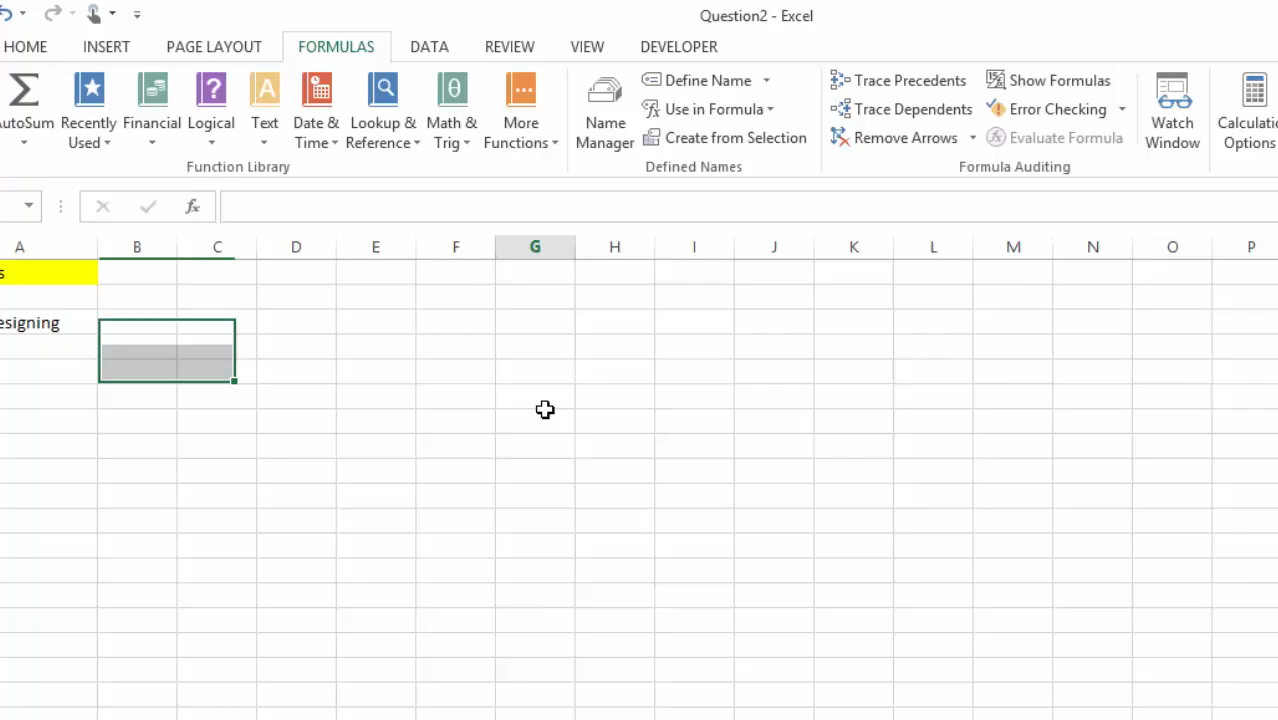 Question2 - Excel
HOME INSERT PAGE LAYOUT FORMULAS DATA REVIEW VIEW DEVELOPER
AutoSum
Recently Used
Financial
Logical
Text
Date & Time
Lookup & Reference
Math & Trig
More Functions
Function Library
Name Manager
Define Name
Use in Formula
Create from Selection
Defined Names
Trace Precedents
Trace Dependents
Remove Arrows
Show Formulas
Error Checking
Evaluate Formula
Formula Auditing
Watch Window
Options
fx
A B C D E F G H I J K L M N O P
s
esigning